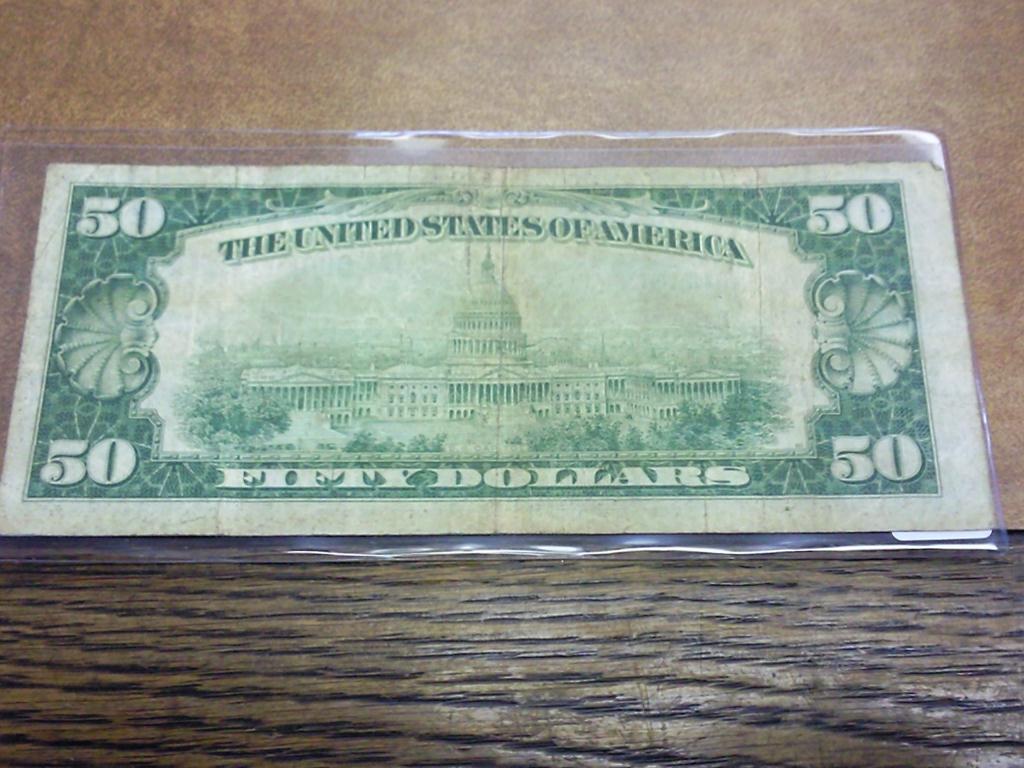 50 50
THE UNITED STATES OF AMERICA
50 50
FIFTY DOLLARS